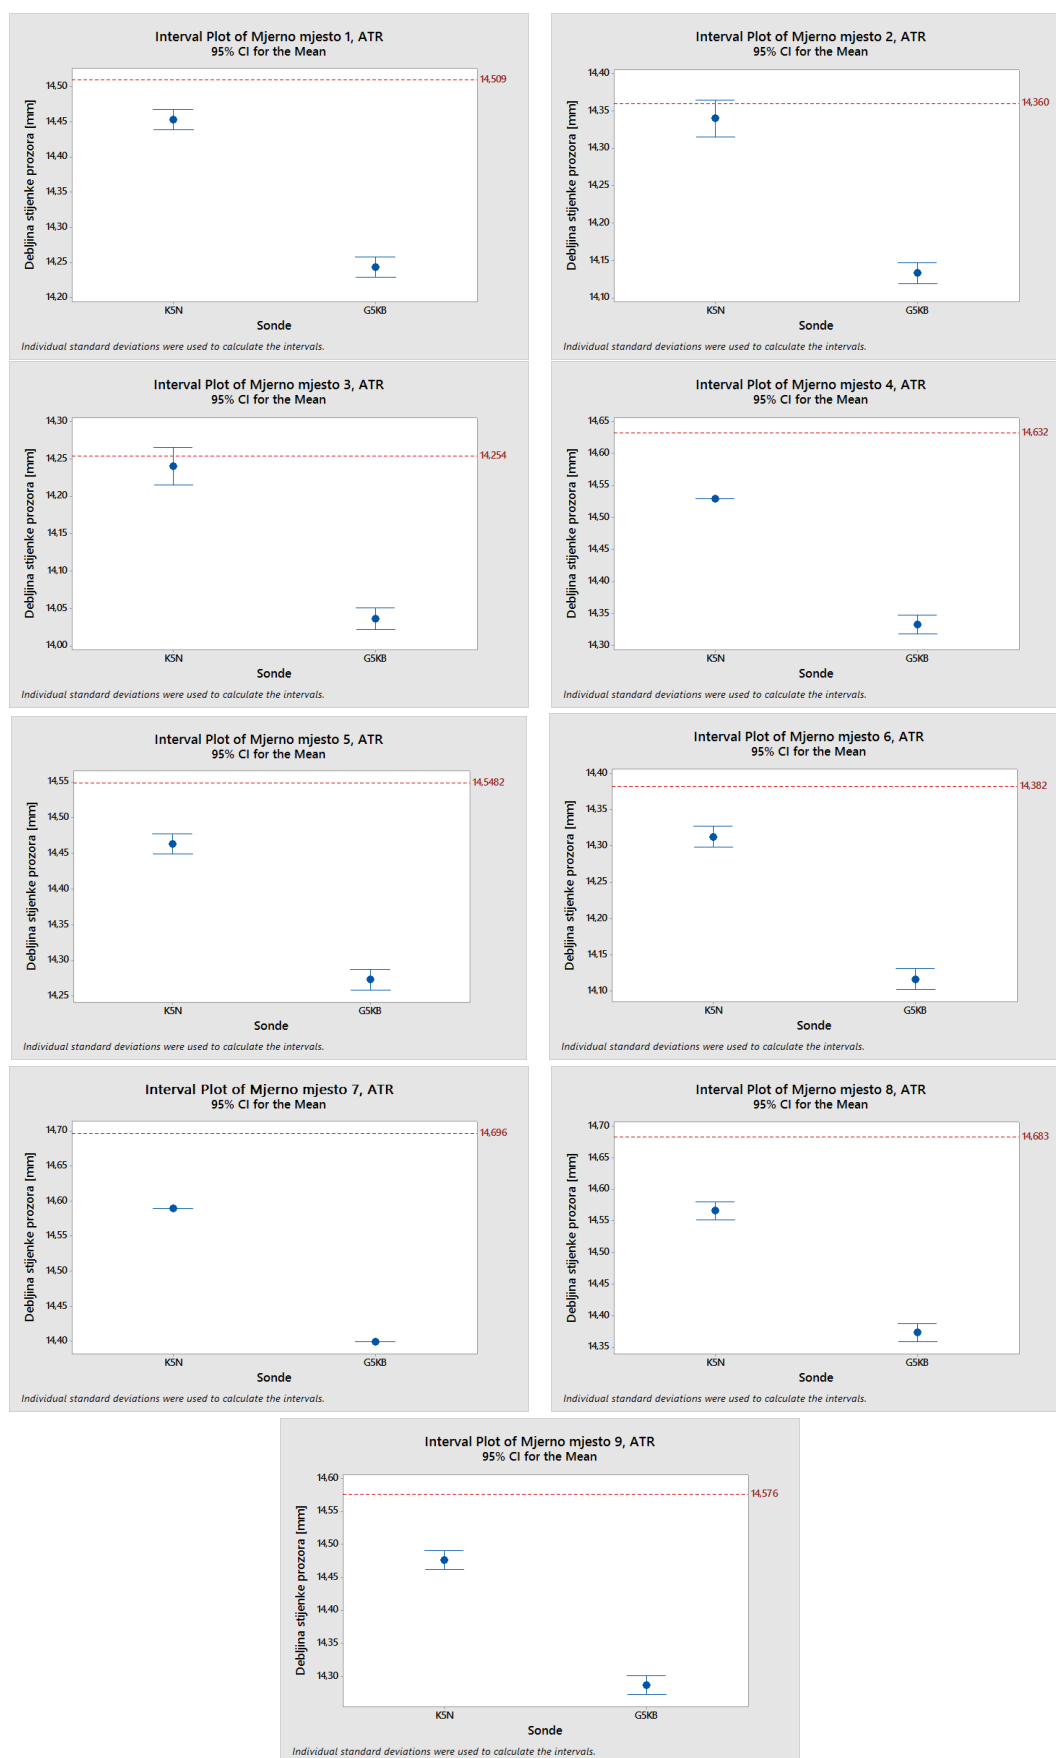 Interval Plot of Mjerno mjesto 1, ATR
95% CI for the Mean
Debljina stijenke prozora [mm]
14,50
14,45
14,40
14,35
14,30
14,25
14,20
14,509
K5N
G5KB
Sonde
Individual standard deviations were used to calculate the intervals.
Interval Plot of Mjerno mjesto 2, ATR
95% CI for the Mean
Debljina stijenke prozora [mm]
14,40
14,35
14,30
14,25
14,20
14,15
14,10
14,360
K5N
G5KB
Sonde
Individual standard deviations were used to calculate the intervals.
Interval Plot of Mjerno mjesto 3, ATR
95% CI for the Mean
Debljina stijenke prozora [mm]
14,30
14,25
14,20
14,15
14,10
14,05
14,00
14,254
K5N
G5KB
Sonde
Individual standard deviations were used to calculate the intervals.
Interval Plot of Mjerno mjesto 4, ATR
95% CI for the Mean
Debljina stijenke prozora [mm]
14,65
14,60
14,55
14,50
14,45
14,40
14,35
14,30
14,632
K5N
G5KB
Sonde
Individual standard deviations were used to calculate the intervals.
Interval Plot of Mjerno mjesto 5, ATR
95% CI for the Mean
Debljina stijenke prozora [mm]
14,55
14,50
14,45
14,40
14,35
14,30
14,25
14,5482
K5N
G5KB
Sonde
Individual standard deviations were used to calculate the intervals.
Interval Plot of Mjerno mjesto 6, ATR
95% CI for the Mean
Debljina stijenke prozora [mm]
14,40
14,35
14,30
14,25
14,20
14,15
14,10
14,382
K5N
G5KB
Sonde
Individual standard deviations were used to calculate the intervals.
Interval Plot of Mjerno mjesto 7, ATR
95% CI for the Mean
Debljina stijenke prozora [mm]
14,70
14,65
14,60
14,55
14,50
14,45
14,40
14,696
K5N
G5KB
Sonde
Individual standard deviations were used to calculate the intervals.
Interval Plot of Mjerno mjesto 8, ATR
95% CI for the Mean
Debljina stijenke prozora [mm]
14,70
14,65
14,60
14,55
14,50
14,45
14,40
14,35
14,683
K5N
G5KB
Sonde
Individual standard deviations were used to calculate the intervals.
Interval Plot of Mjerno mjesto 9, ATR
95% CI for the Mean
Debljina stijenke prozora [mm]
14,60
14,55
14,50
14,45
14,40
14,35
14,30
14,576
K5N
G5KB
Sonde
Individual standard deviations were used to calculate the intervals.